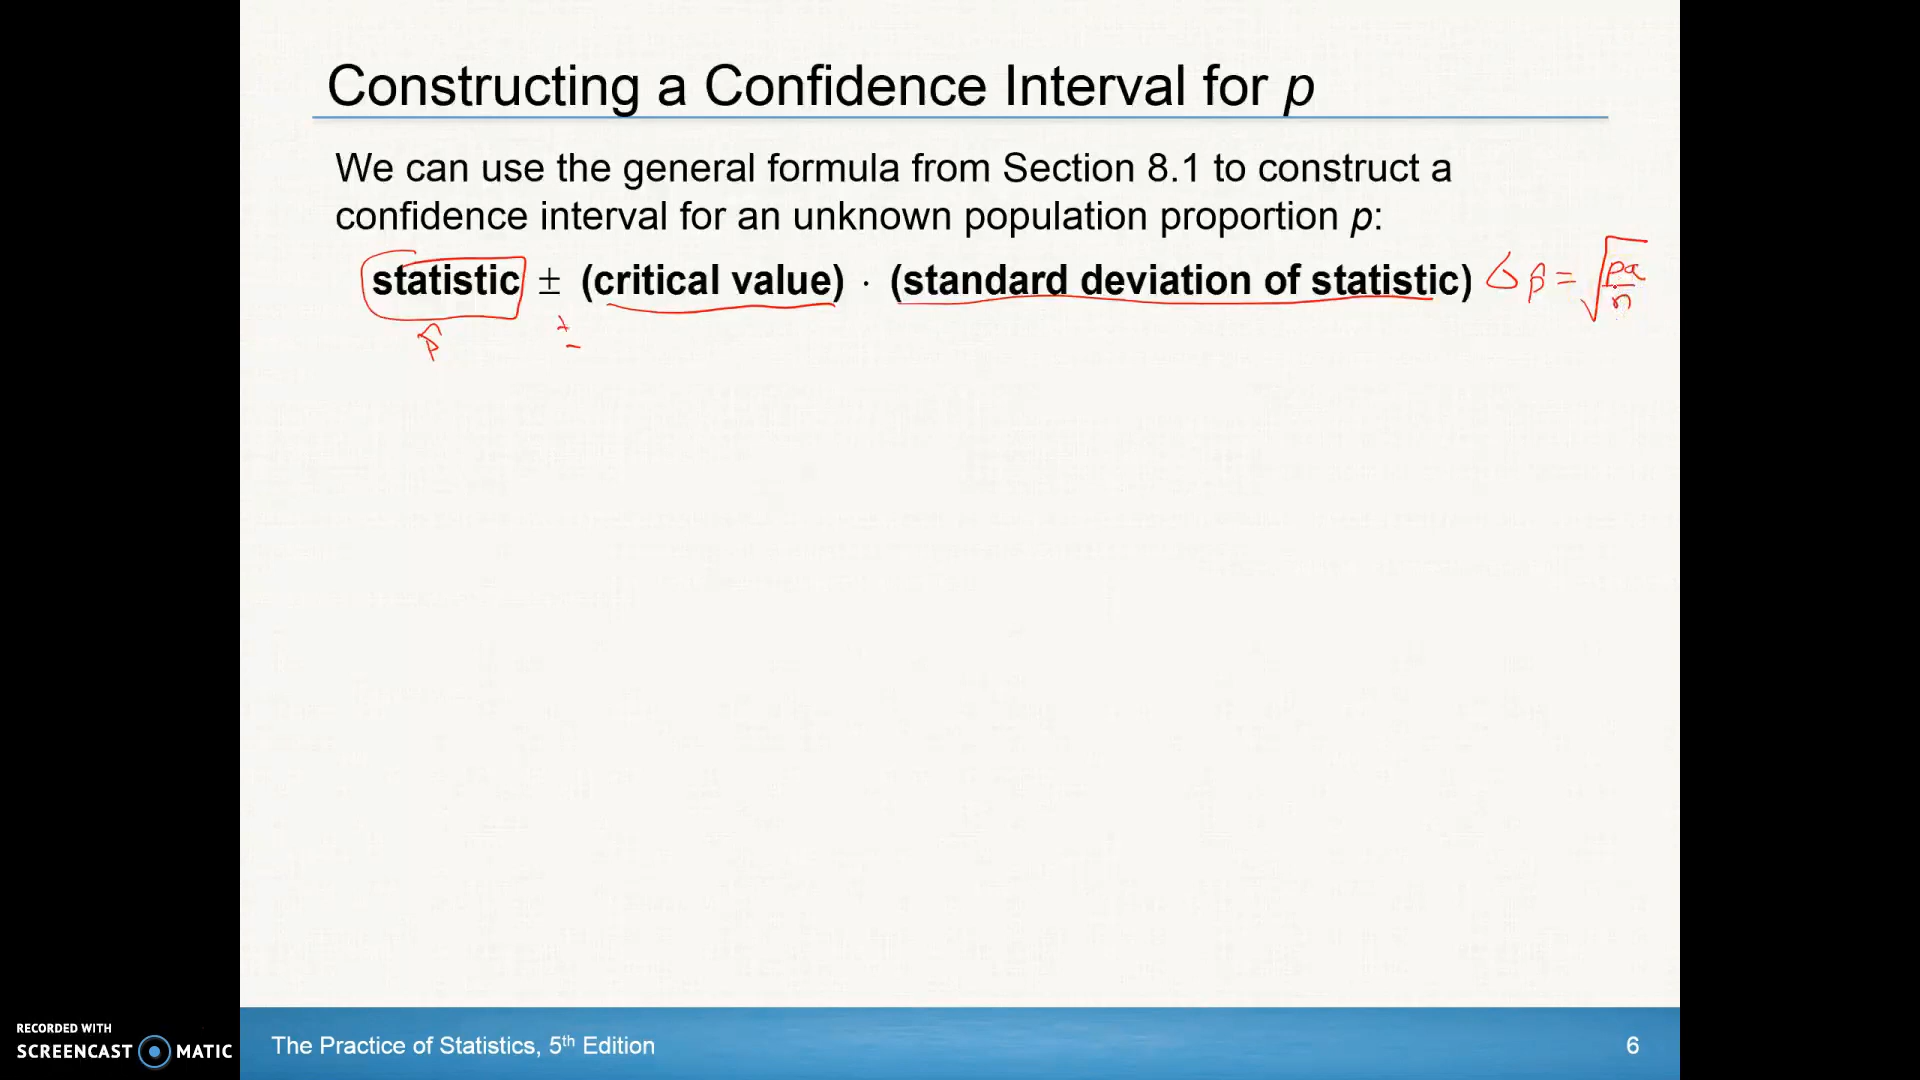 Constructing a Confidence Interval for p
We can use the general formula from Section 8.1 to construct a
confidence interval for an unknown population proportion p:
statistic ± (critical value) · (standard deviation of statistic) σ p̂ = √pq/n
p̂ ±
RECORDED WITH
SCREENCAST MATIC
The Practice of Statistics, 5th Edition
6